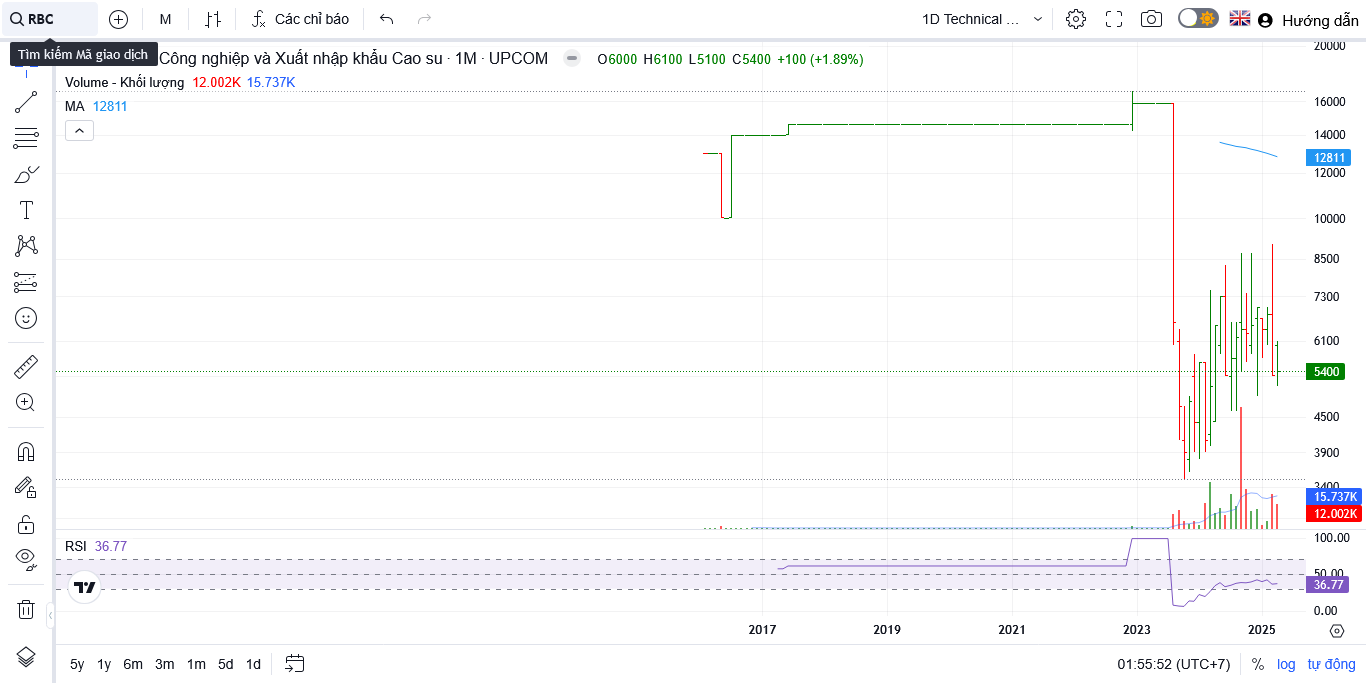 RBC M Các chỉ báo 1D Technical ... Hướng dẫn
Tìm kiếm Mã giao dịch
Công nghiệp và Xuất nhập khẩu Cao su · 1M · UPCOM O6000 H6100 L5100 C5400 +100 (+1.89%)
Volume - Khối lượng 12.002K 15.737K
MA 12811
20000
16000
14000
12811
12000
10000
8500
7300
6100
5400
4500
3900
3400
15.737K
12.002K
RSI 36.77
100.00
50.00
36.77
0.00
2017 2019 2021 2023 2025
5y 1y 6m 3m 1m 5d 1d 01:55:52 (UTC+7) % log tự động